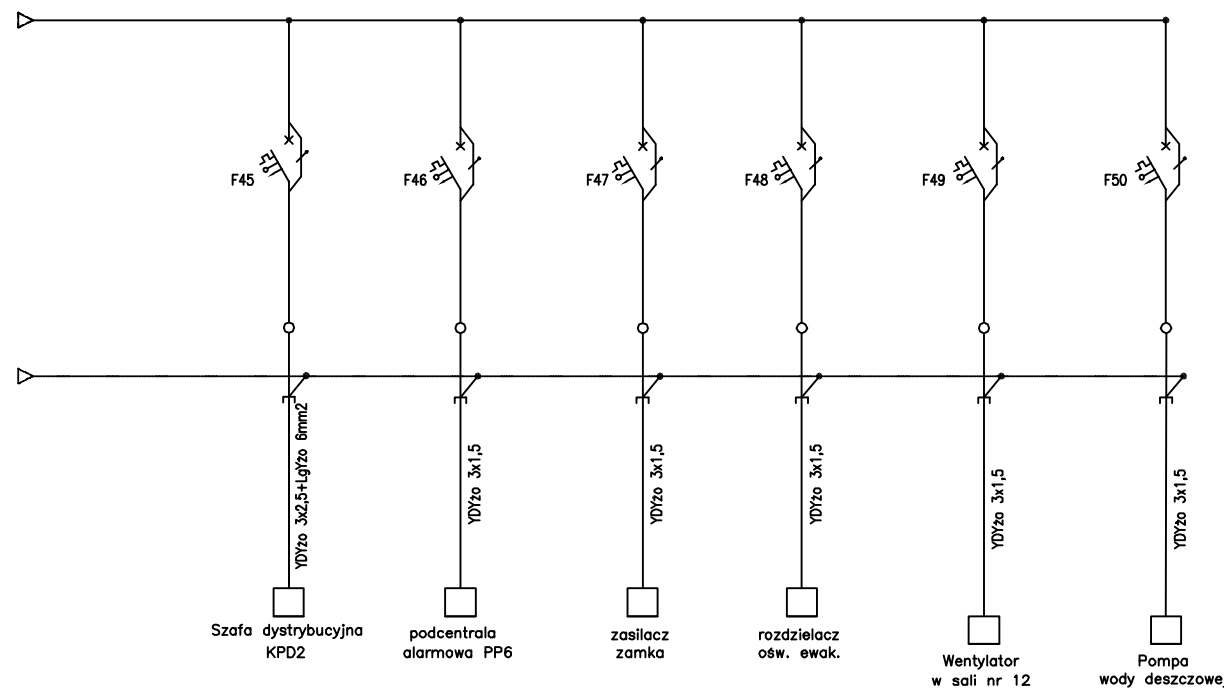 F45
F46
F47
F48
F49
F50
YDYżo 3x2,5+LgYżo 6mm2
YDYżo 3x1,5
YDYżo 3x1,5
YDYżo 3x1,5
YDYżo 3x1,5
YDYżo 3x1,5
Szafa dystrybucyjna
KPD2
podcentrala
alarmowa PP6
zasilacz
zamka
rozdzielacz
ośw. ewak.
Wentylator
w sali nr 12
Pompa
wody deszczowej